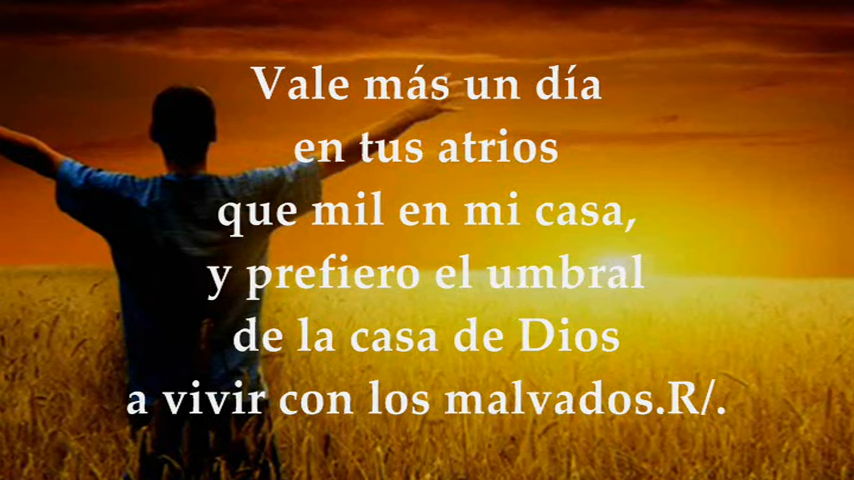 Vale más un día
en tus atrios
que mil en mi casa,
y prefiero el umbral
de la casa de Dios
a vivir con los malvados.R/.